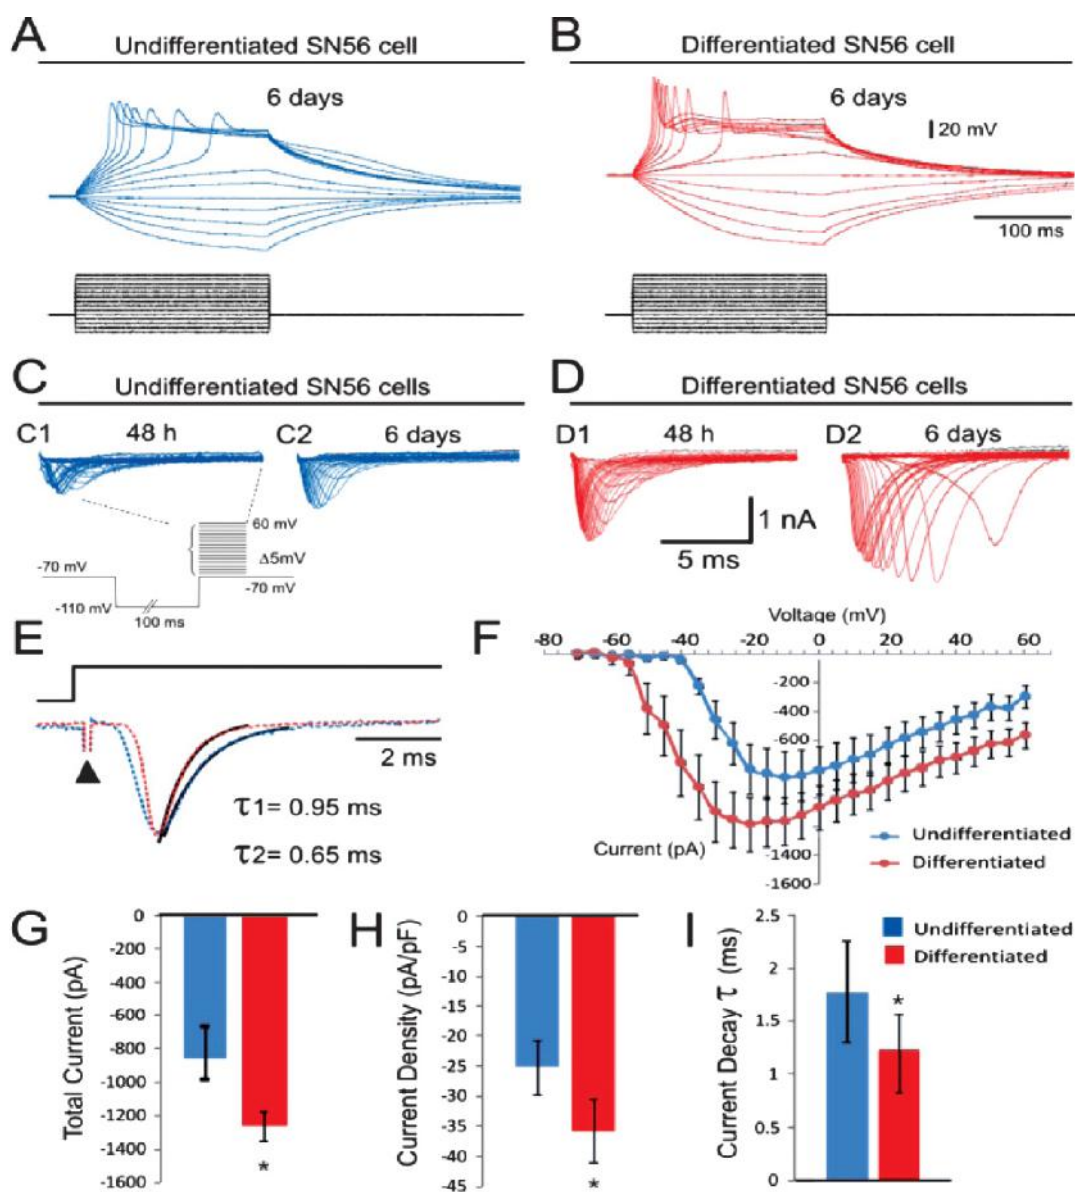 A
Undifferentiated SN56 cell
6 days
B
Differentiated SN56 cell
6 days
20 mV
100 ms
C
Undifferentiated SN56 cells
C1
48 h
C2
6 days
60 mV
Δ5mV
-70 mV
-70 mV
-110 mV
100 ms
D
Differentiated SN56 cells
D1
48 h
D2
6 days
1 nA
5 ms
E
2 ms
τ1= 0.95 ms
τ2= 0.65 ms
F
Voltage (mV)
-80 -60 -40 -20 0 20 40 60
-200
-400
-600
-1400
-1600
Current (pA)
Undifferentiated
Differentiated
G
Total Current (pA)
0
-200
-400
-600
-800
-1000
-1200
-1400
-1600
*
H
Current Density (pA/pF)
0
-5
-10
-15
-20
-25
-30
-35
-40
-45
*
I
Current Decay τ (ms)
2.5
2
1.5
1
0.5
0
*
Undifferentiated
Differentiated